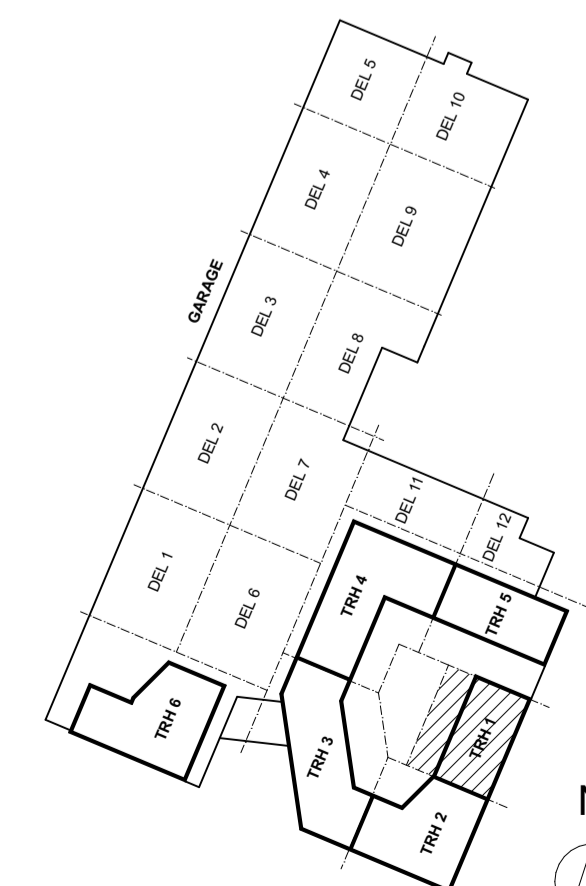 DEL 5
DEL 10
DEL 4
DEL 9
GARAGE
DEL 3
DEL 8
DEL 2
DEL 7
DEL 11
DEL 12
DEL 1
DEL 6
TRH 4
TRH 5
TRH 6
TRH 3
TRH 1
TRH 2